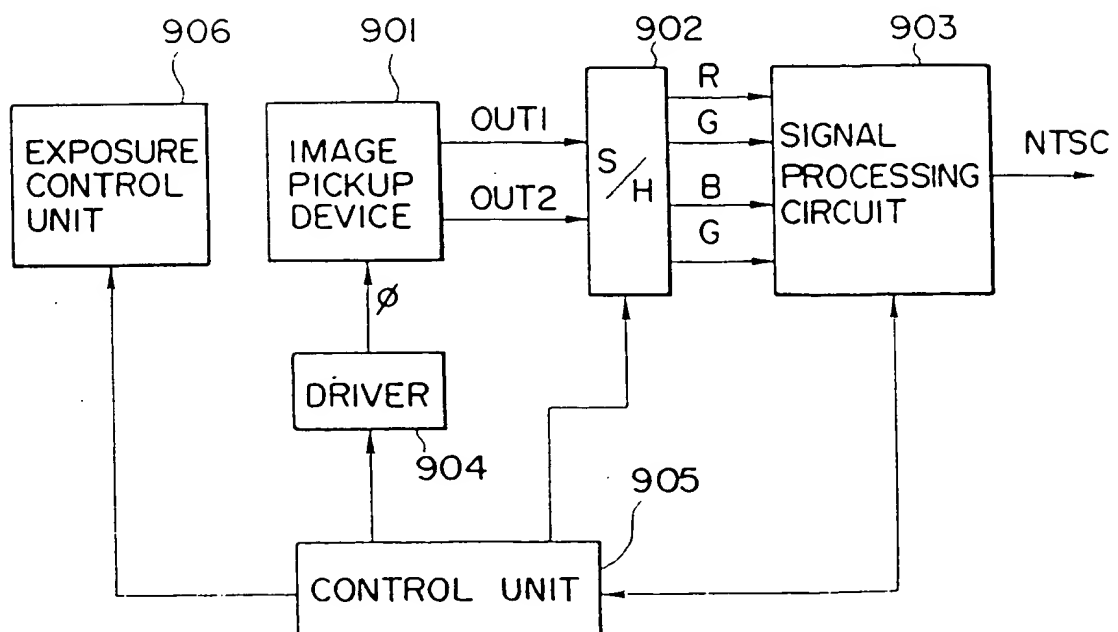 906
901
902
903
EXPOSURE
CONTROL
UNIT
IMAGE
PICKUP
DEVICE
OUT1
OUT2
S/H
R
G
B
G
SIGNAL
PROCESSING
CIRCUIT
NTSC
φ
DRIVER
904
905
CONTROL UNIT